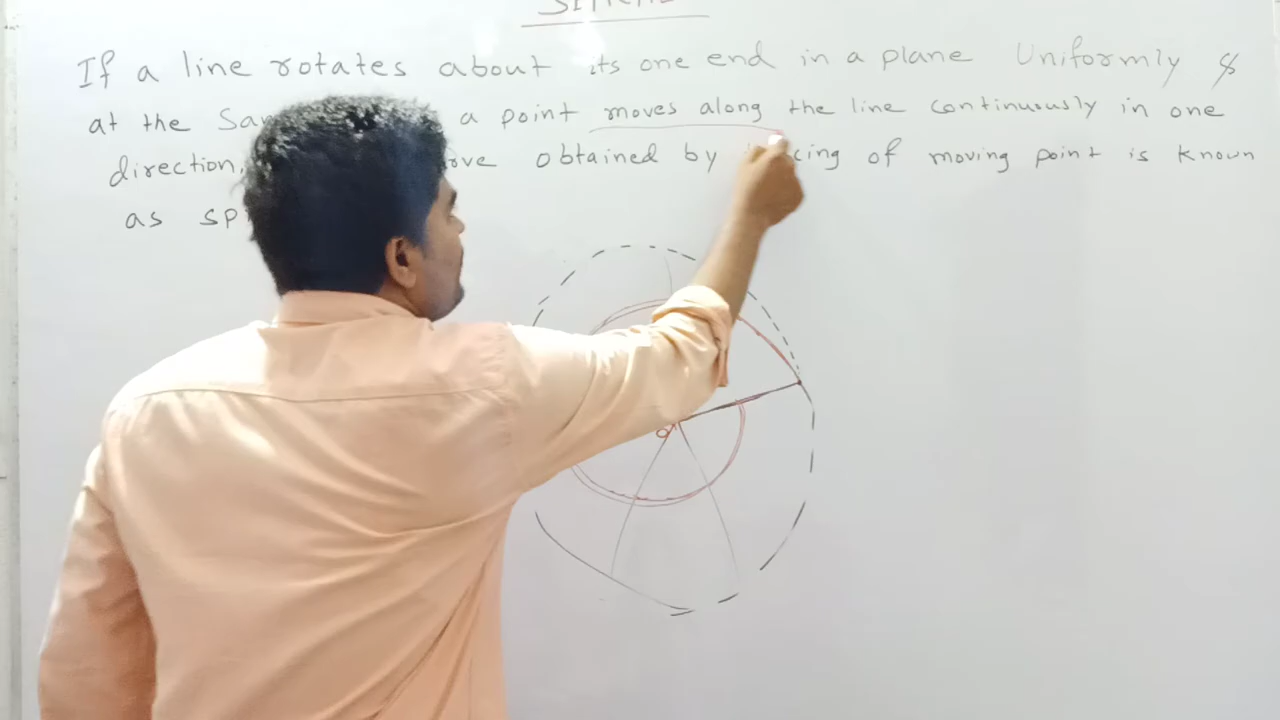 If a line rotates about its one end in a plane Uniformly &
at the a point moves along the line continuously in one
direction, obtained by of moving point is known
as
o